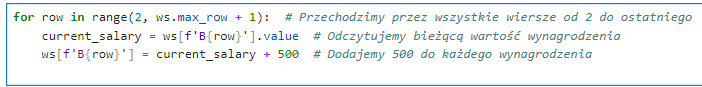 for row in range(2, ws.max_row + 1):  # Przechodzimy przez wszystkie wiersze od 2 do ostatniego
    current_salary = ws[f'B{row}'].value  # Odczytujemy bieżącą wartość wynagrodzenia
    ws[f'B{row}'] = current_salary + 500  # Dodajemy 500 do każdego wynagrodzenia